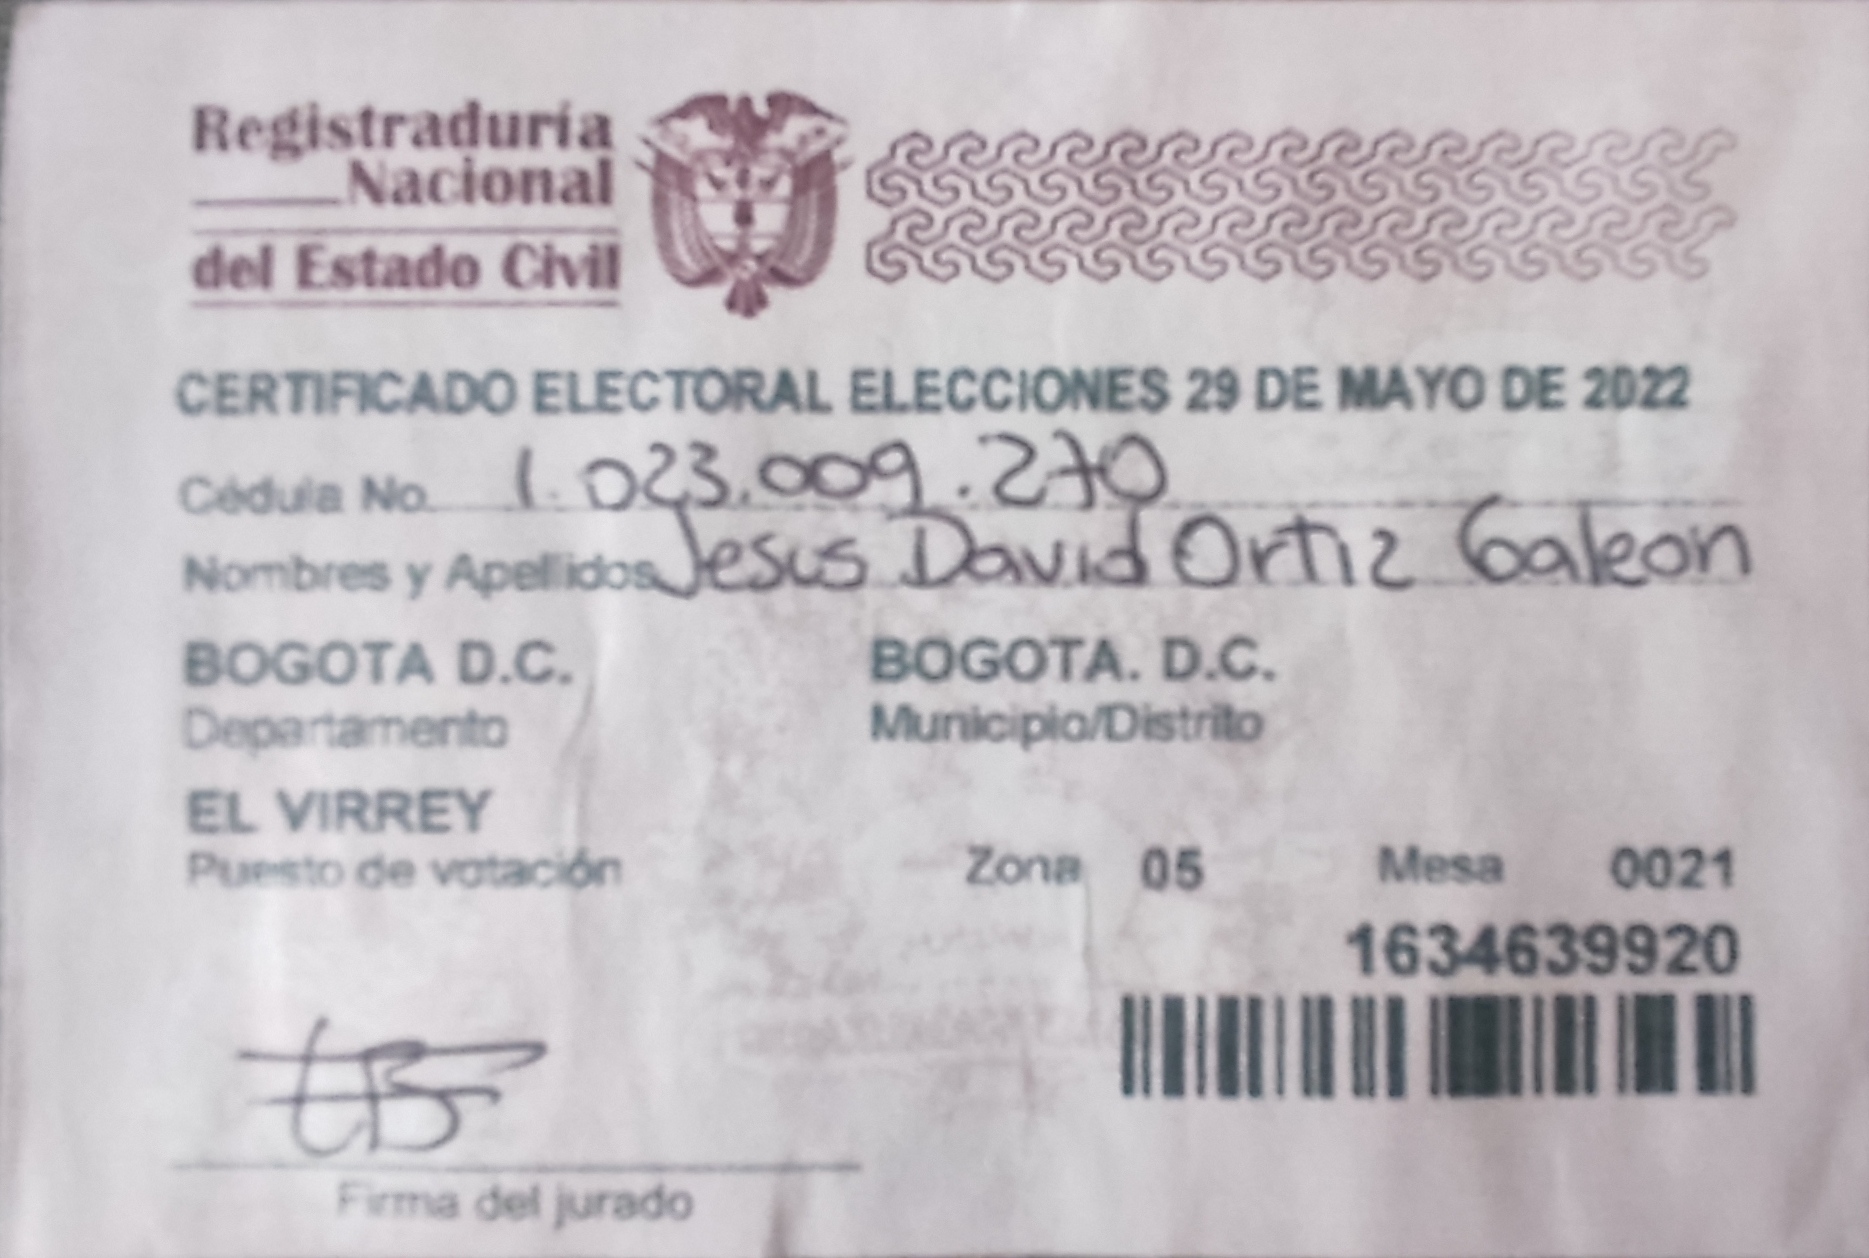 Registraduría
Nacional
del Estado Civil
CERTIFICADO ELECTORAL ELECCIONES 29 DE MAYO DE 2022
Cédula No. 1.023.009.270
Nombres y Apellidos Jesus David Ortiz Galeon
BOGOTA D.C. BOGOTA. D.C.
Departamento Municipio/Distrito
EL VIRREY
Puesto de votación Zona 05 Mesa 0021
1634639920
Firma del jurado